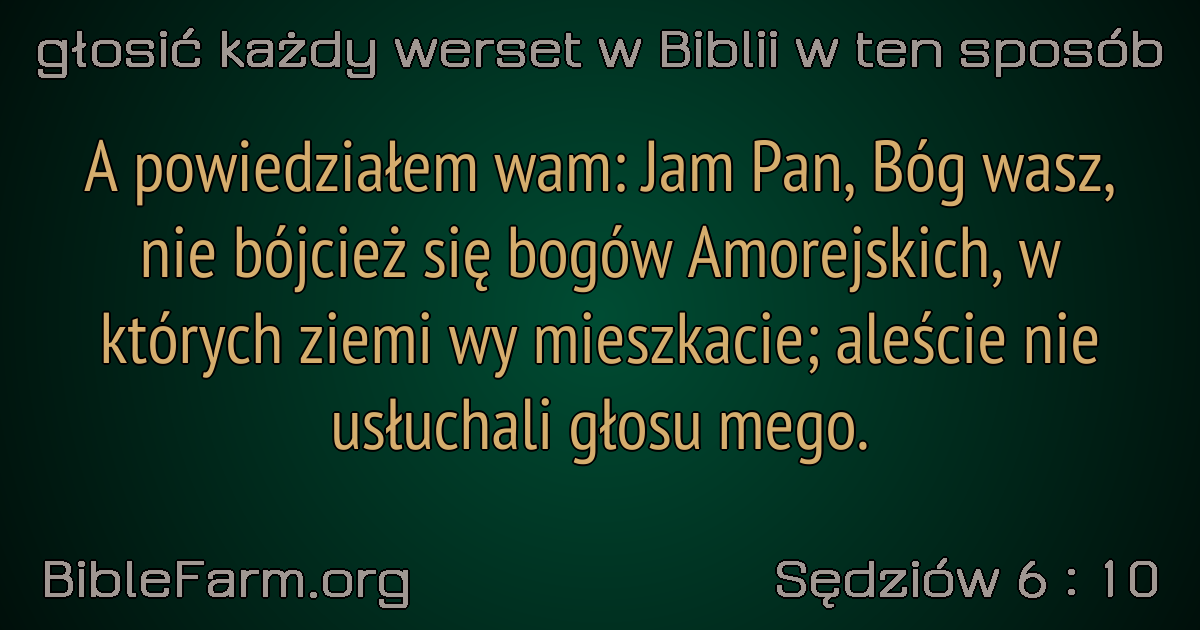 głosić każdy werset w Biblii w ten sposób
A powiedziałem wam: Jam Pan, Bóg wasz,
nie bójcież się bogów Amorejskich, w
których ziemi wy mieszkacie; aleście nie
usłuchali głosu mego.
BibleFarm.org
Sędziów 6 : 10